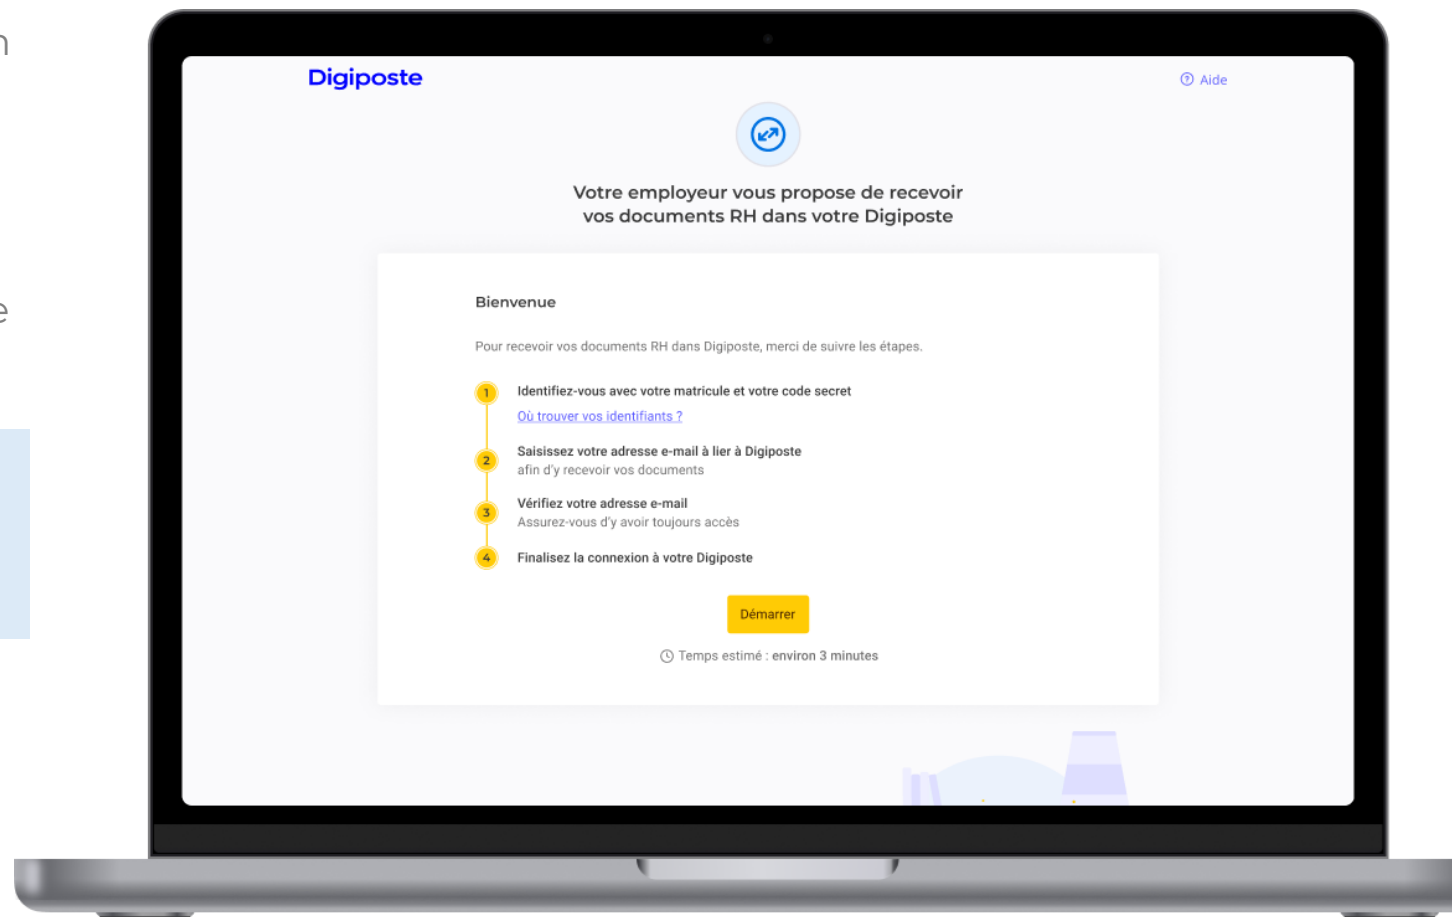 Digiposte
Aide
Votre employeur vous propose de recevoir
vos documents RH dans votre Digiposte
Bienvenue
Pour recevoir vos documents RH dans Digiposte, merci de suivre les étapes.
1 Identifiez-vous avec votre matricule et votre code secret
Où trouver vos identifiants ?
2 Saisissez votre adresse e-mail à lier à Digiposte
afin d'y recevoir vos documents
3 Vérifiez votre adresse e-mail
Assurez-vous d'y avoir toujours accès
4 Finalisez la connexion à votre Digiposte
Démarrer
Temps estimé : environ 3 minutes